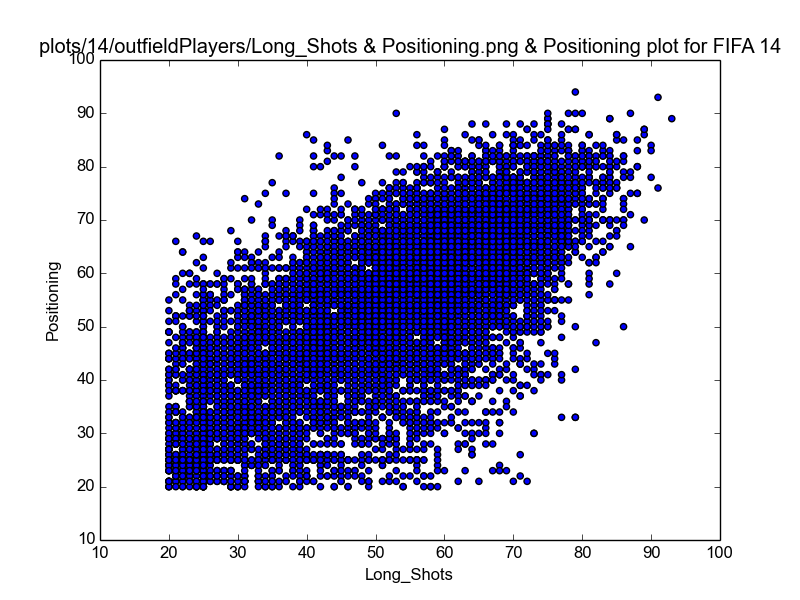 plots/14/outfieldPlayers/Long_Shots & Positioning.png & Positioning plot for FIFA 14
100
90
80
70
60
50
40
30
20
10
Positioning
10 20 30 40 50 60 70 80 90 100
Long_Shots